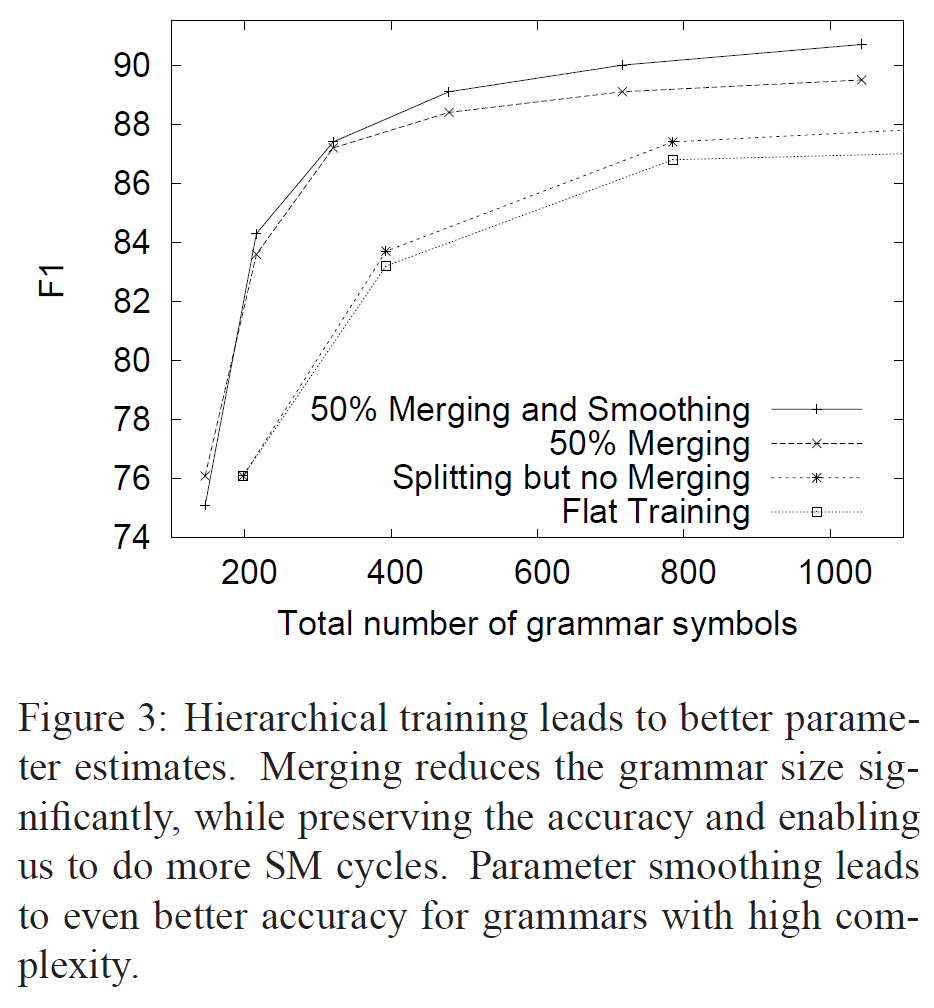 90
88
86
84
82
80
78
76
74
F1
50% Merging and Smoothing
50% Merging
Splitting but no Merging
Flat Training
200 400 600 800 1000
Total number of grammar symbols
Figure 3: Hierarchical training leads to better parame-
ter estimates. Merging reduces the grammar size sig-
nificantly, while preserving the accuracy and enabling
us to do more SM cycles. Parameter smoothing leads
to even better accuracy for grammars with high com-
plexity.